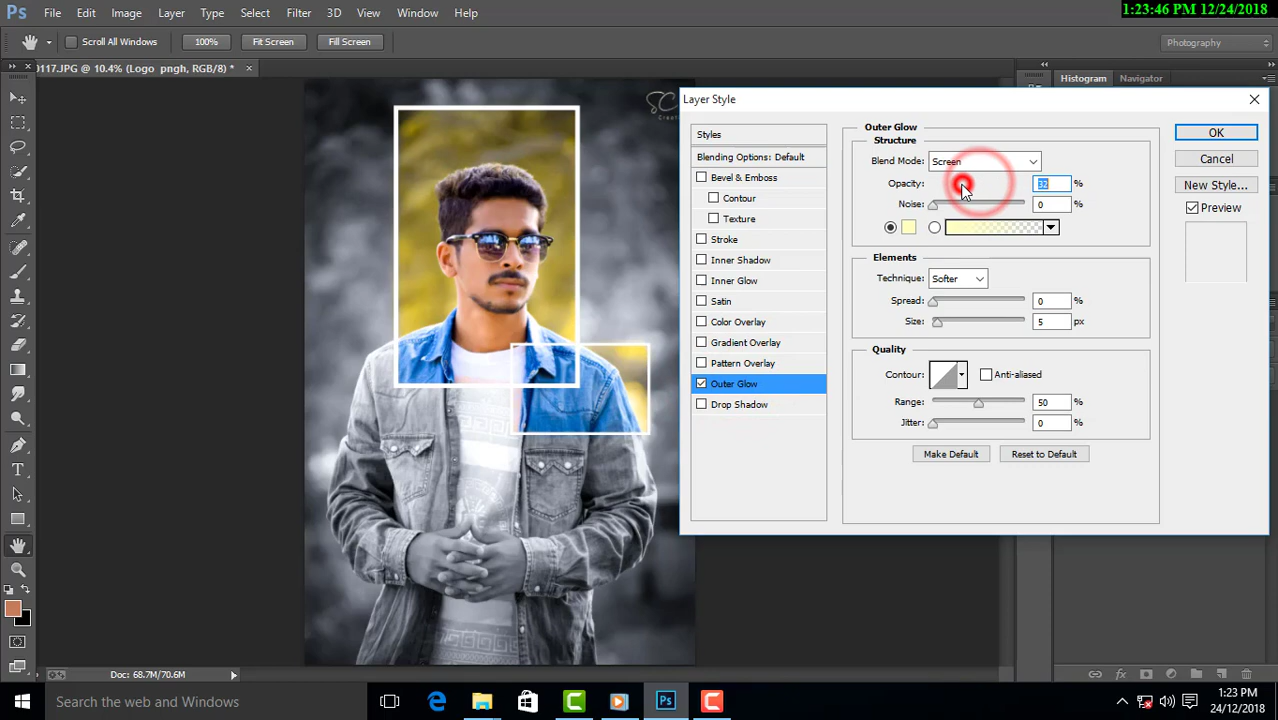 1:23:46 PM 12/24/2018
Ps File Edit Image Layer Type Select Filter 3D View Window Help
Scroll All Windows 100% Fit Screen Fill Screen Photography
0117.JPG @ 10.4% (Logo pngh, RGB/8) * ×
Histogram Navigator
Layer Style
Styles
Blending Options: Default
Bevel & Emboss
Contour
Texture
Stroke
Inner Shadow
Inner Glow
Satin
Color Overlay
Gradient Overlay
Pattern Overlay
Outer Glow
Drop Shadow
Outer Glow
Structure
Blend Mode: Screen
Opacity: 32 %
Noise: 0 %
Elements
Technique: Softer
Spread: 0 %
Size: 5 px
Quality
Contour: Anti-aliased
Range: 50 %
Jitter: 0 %
Make Default Reset to Default
OK
Cancel
New Style...
Preview
Doc: 68.7M/70.6M
Search the web and Windows
Ps
1:23 PM
24/12/2018